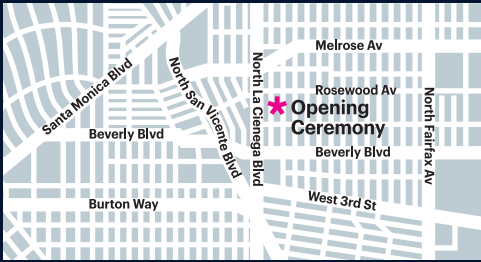 Melrose Av
Santa Monica Blvd
North San Vicente Blvd
North La Cienega Blvd
Rosewood Av
* Opening
Ceremony
North Fairfax Av
Beverly Blvd
Beverly Blvd
Burton Way
West 3rd St